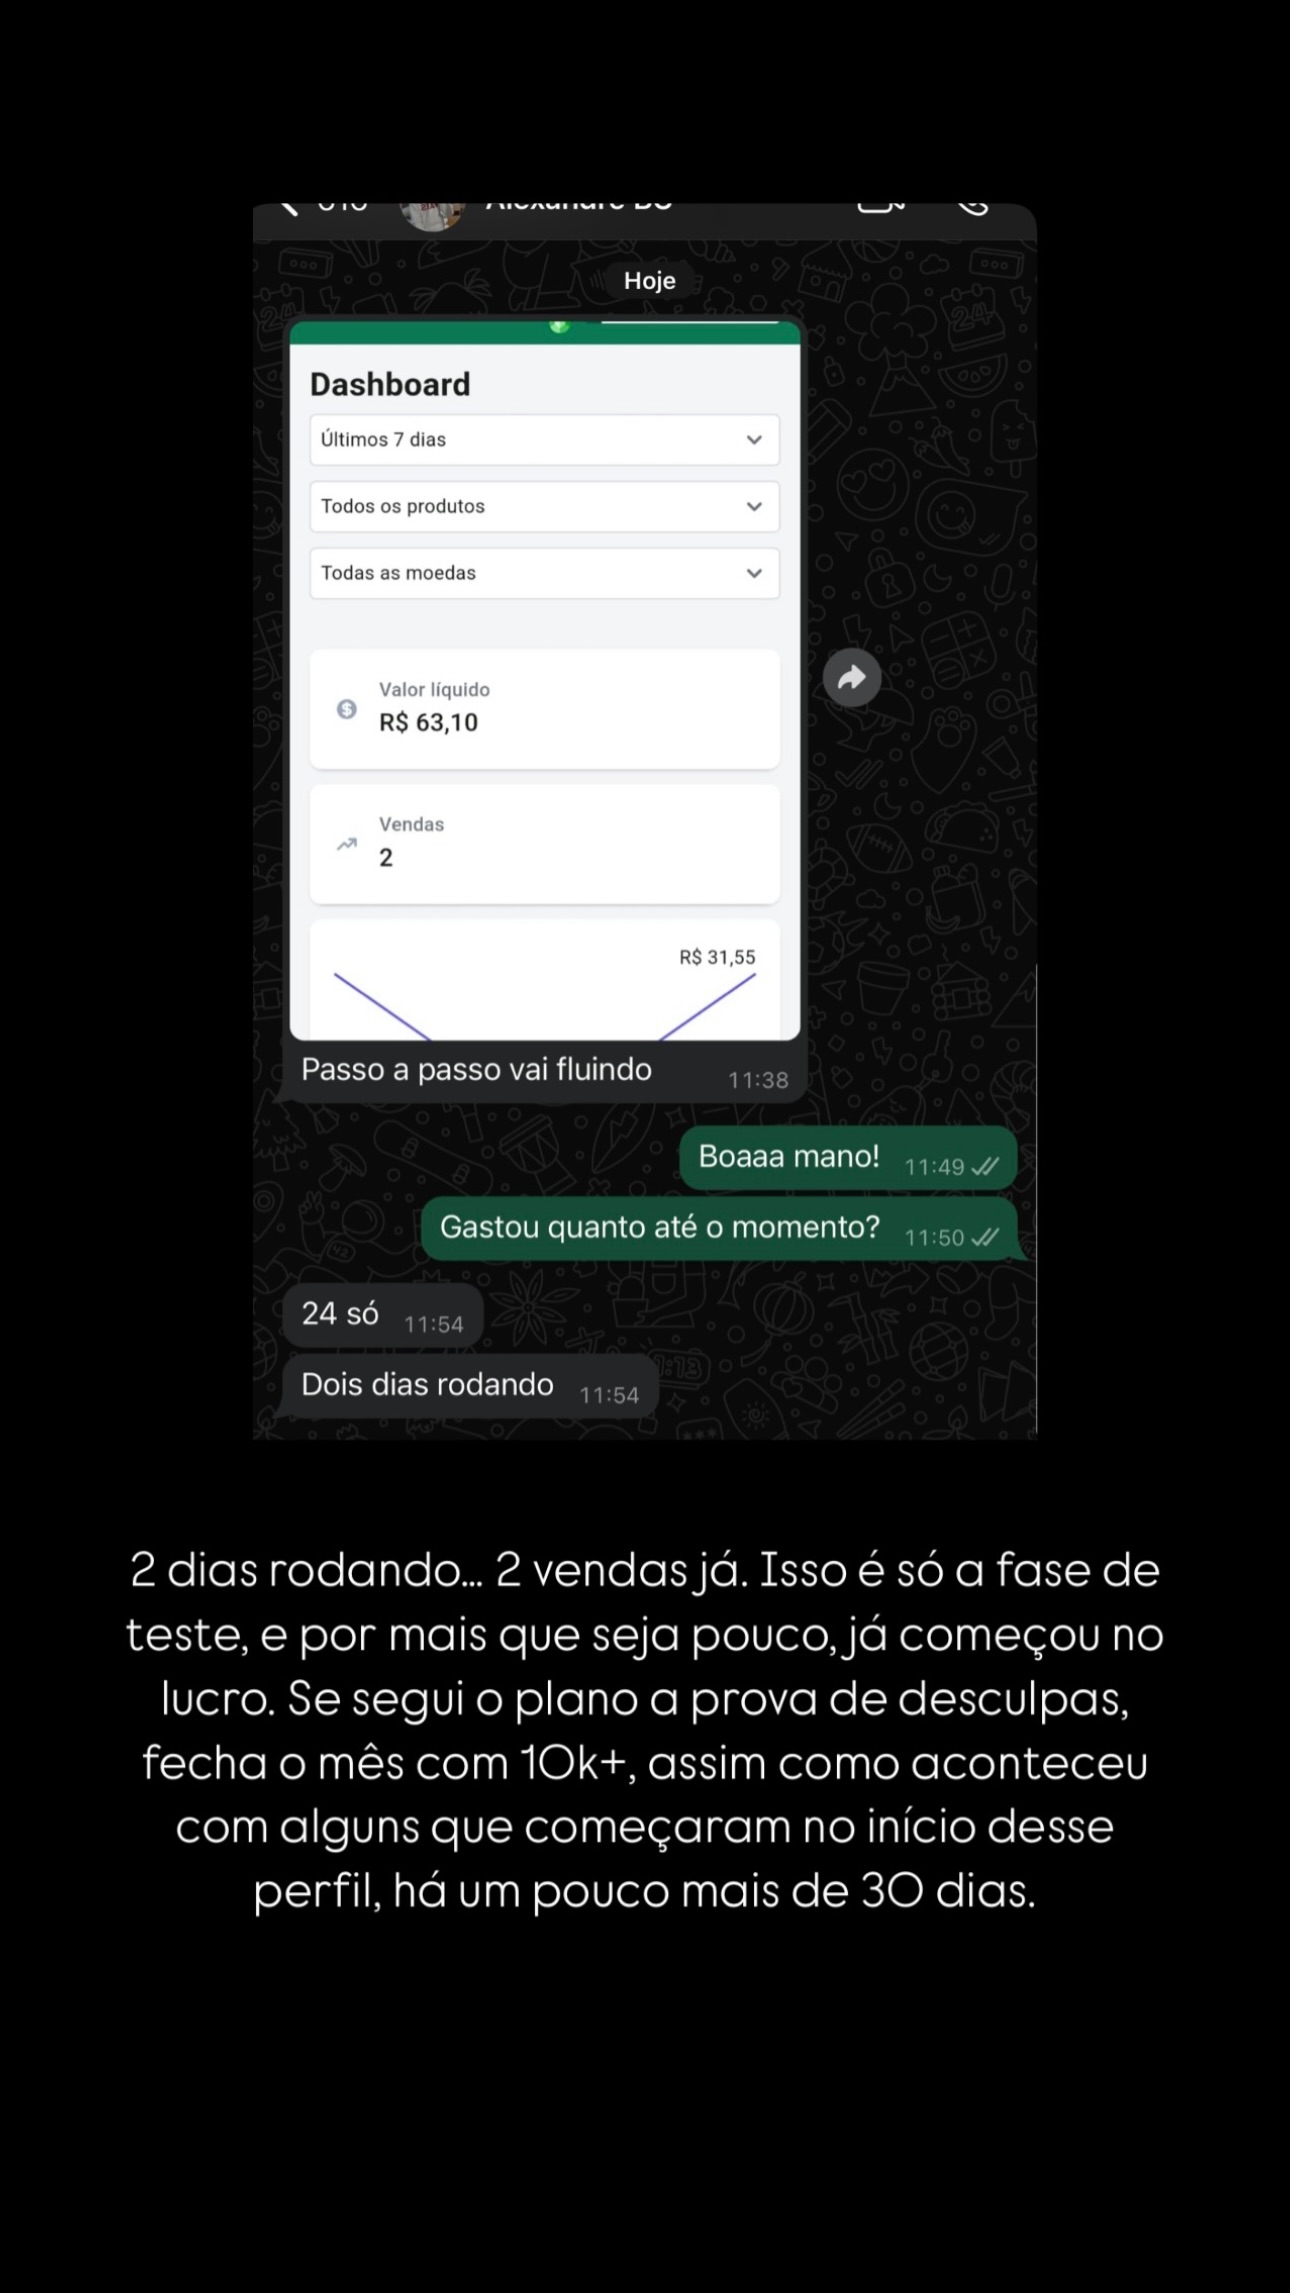 Hoje
Dashboard
Últimos 7 dias
Todos os produtos
Todas as moedas
Valor líquido
R$ 63,10
Vendas
2
R$ 31,55
Passo a passo vai fluindo 11:38
Boaaa mano! 11:49
Gastou quanto até o momento? 11:50
24 só 11:54
Dois dias rodando 11:54
2 dias rodando... 2 vendas já. Isso é só a fase de
teste, e por mais que seja pouco, já começou no
lucro. Se segui o plano a prova de desculpas,
fecha o mês com 10k+, assim como aconteceu
com alguns que começaram no início desse
perfil, há um pouco mais de 30 dias.